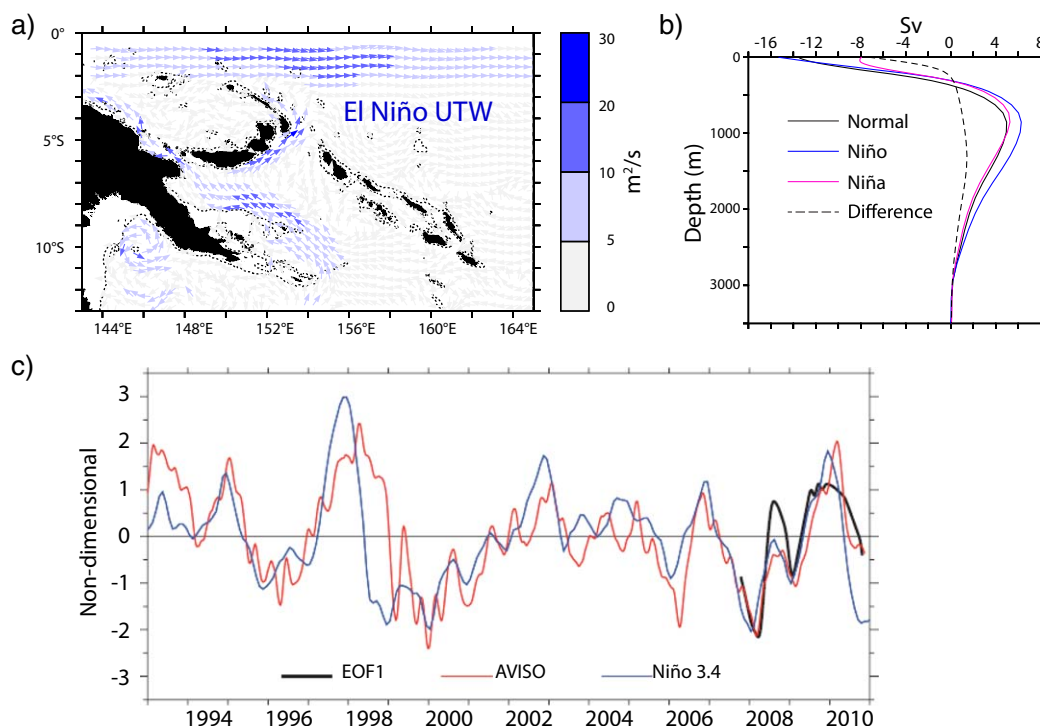 a)
0°
5°S
10°S
144°E 148°E 152°E 156°E 160°E 164°E
El Niño UTW
30
20
10
5
0
m²/s
b)
Sv
-16 -12 -8 -4 0 4 8
0
1000
2000
3000
Depth (m)
Normal
Niño
Niña
Difference
c)
3
2
1
0
-1
-2
-3
Non-dimensional
EOF1 AVISO Niño 3.4
1994 1996 1998 2000 2002 2004 2006 2008 2010